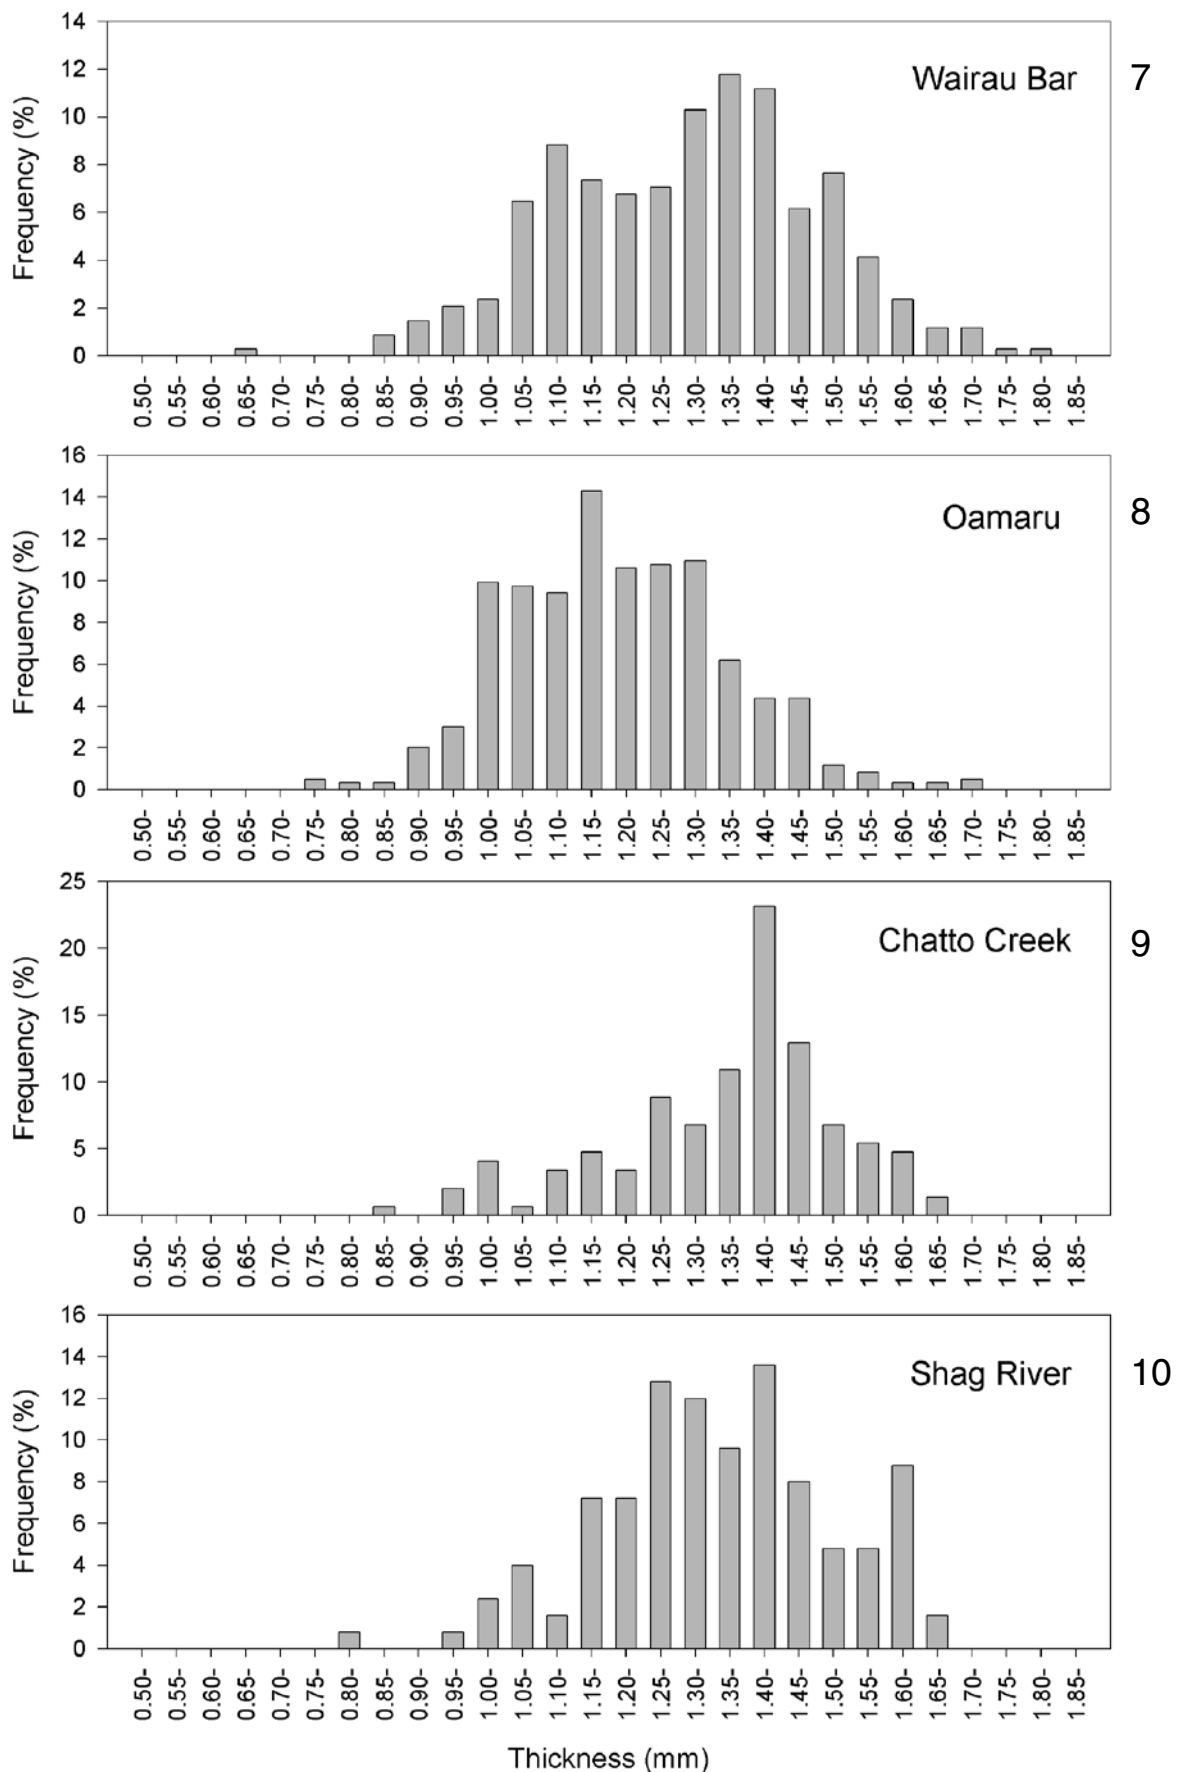 14
12
10
8
6
4
2
0
Frequency (%)
Wairau Bar
7
0.50- 0.55- 0.60- 0.65- 0.70- 0.75- 0.80- 0.85- 0.90- 0.95- 1.00- 1.05- 1.10- 1.15- 1.20- 1.25- 1.30- 1.35- 1.40- 1.45- 1.50- 1.55- 1.60- 1.65- 1.70- 1.75- 1.80- 1.85-
16
14
12
10
8
6
4
2
0
Frequency (%)
Oamaru
8
0.50- 0.55- 0.60- 0.65- 0.70- 0.75- 0.80- 0.85- 0.90- 0.95- 1.00- 1.05- 1.10- 1.15- 1.20- 1.25- 1.30- 1.35- 1.40- 1.45- 1.50- 1.55- 1.60- 1.65- 1.70- 1.75- 1.80- 1.85-
25
20
15
10
5
0
Frequency (%)
Chatto Creek
9
0.50- 0.55- 0.60- 0.65- 0.70- 0.75- 0.80- 0.85- 0.90- 0.95- 1.00- 1.05- 1.10- 1.15- 1.20- 1.25- 1.30- 1.35- 1.40- 1.45- 1.50- 1.55- 1.60- 1.65- 1.70- 1.75- 1.80- 1.85-
16
14
12
10
8
6
4
2
0
Frequency (%)
Shag River
10
0.50- 0.55- 0.60- 0.65- 0.70- 0.75- 0.80- 0.85- 0.90- 0.95- 1.00- 1.05- 1.10- 1.15- 1.20- 1.25- 1.30- 1.35- 1.40- 1.45- 1.50- 1.55- 1.60- 1.65- 1.70- 1.75- 1.80- 1.85-
Thickness (mm)